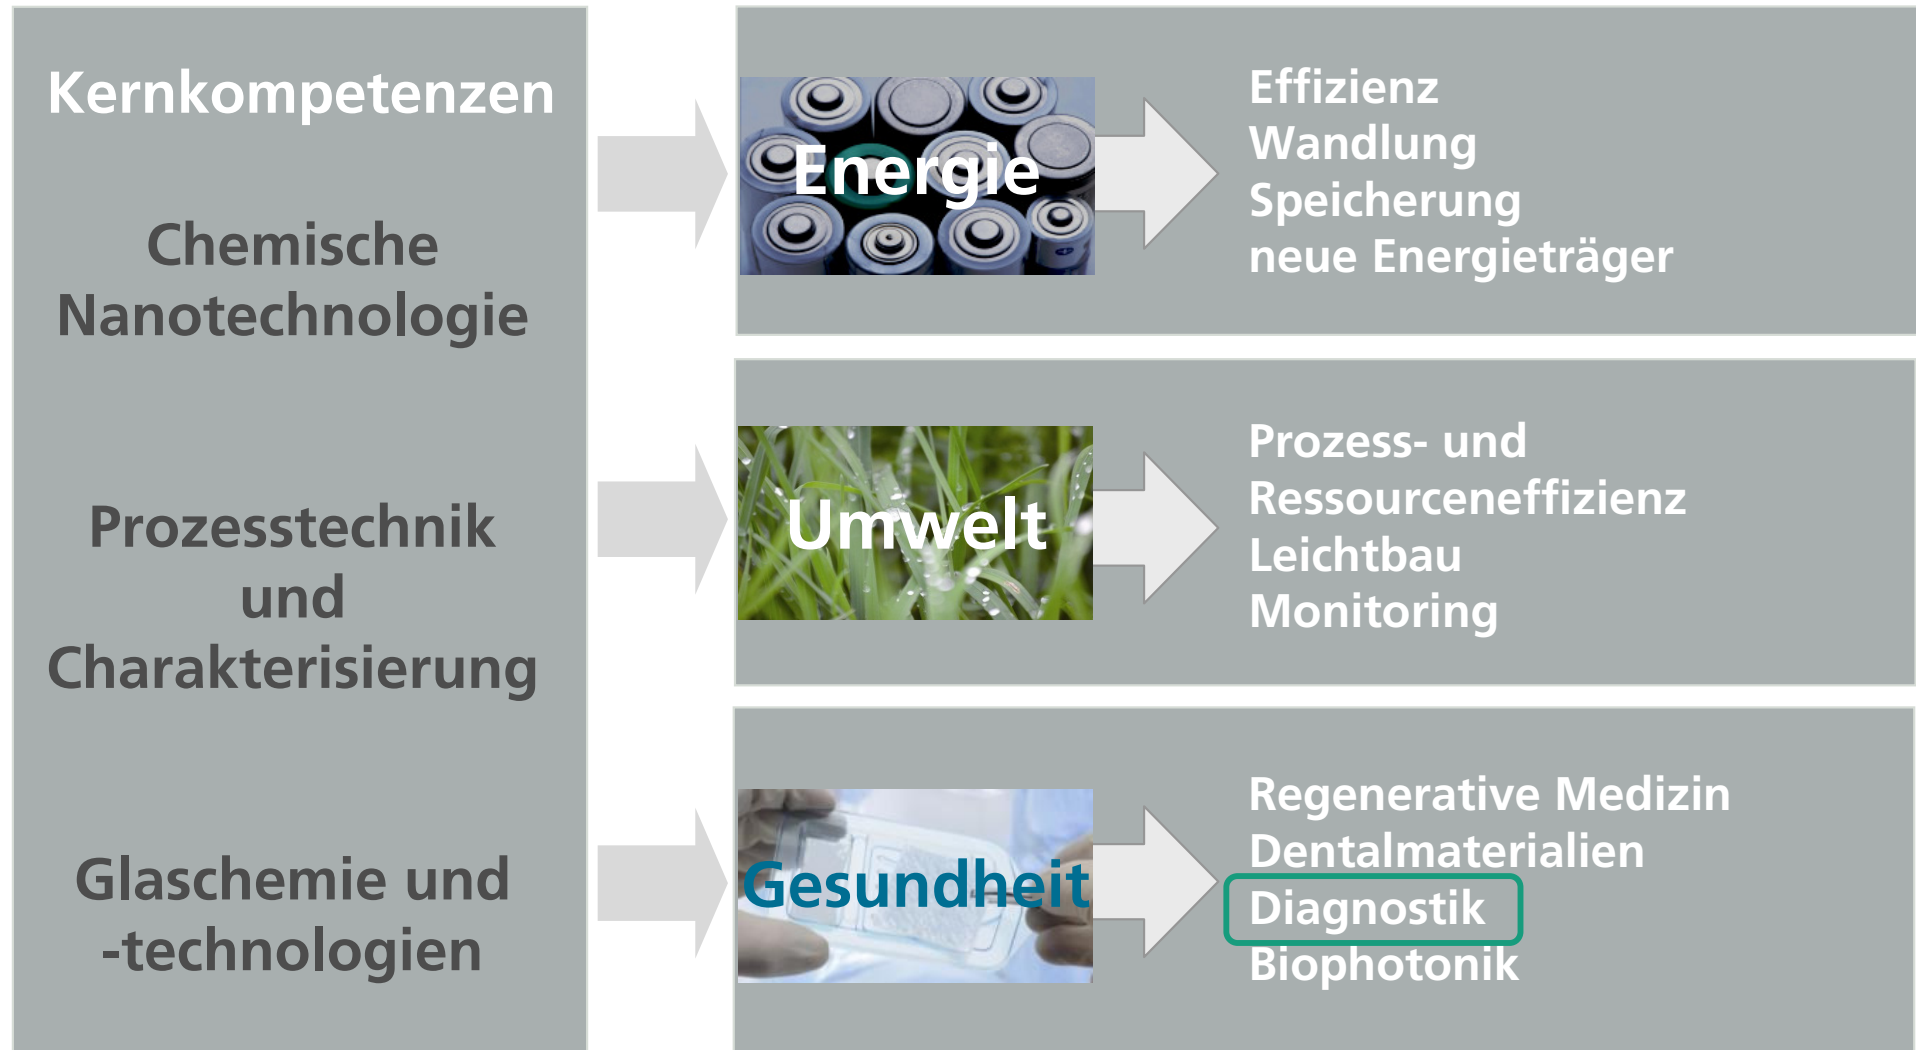 Kernkompetenzen
Chemische
Nanotechnologie
Prozesstechnik
und
Charakterisierung
Glaschemie und
-technologien
Energie
Effizienz
Wandlung
Speicherung
neue Energieträger
Umwelt
Prozess- und
Ressourceneffizienz
Leichtbau
Monitoring
Gesundheit
Regenerative Medizin
Dentalmaterialien
Diagnostik
Biophotonik